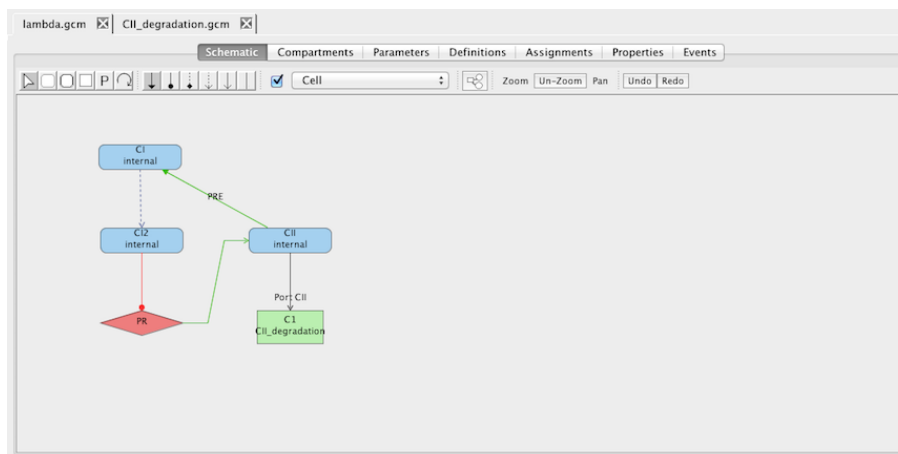 lambda.gcm CII_degradation.gcm
Schematic Compartments Parameters Definitions Assignments Properties Events
P Cell Zoom Un-Zoom Pan Undo Redo
CI
internal
PRE
CI2
internal
CII
internal
Port CII
PR
C1
CII_degradation